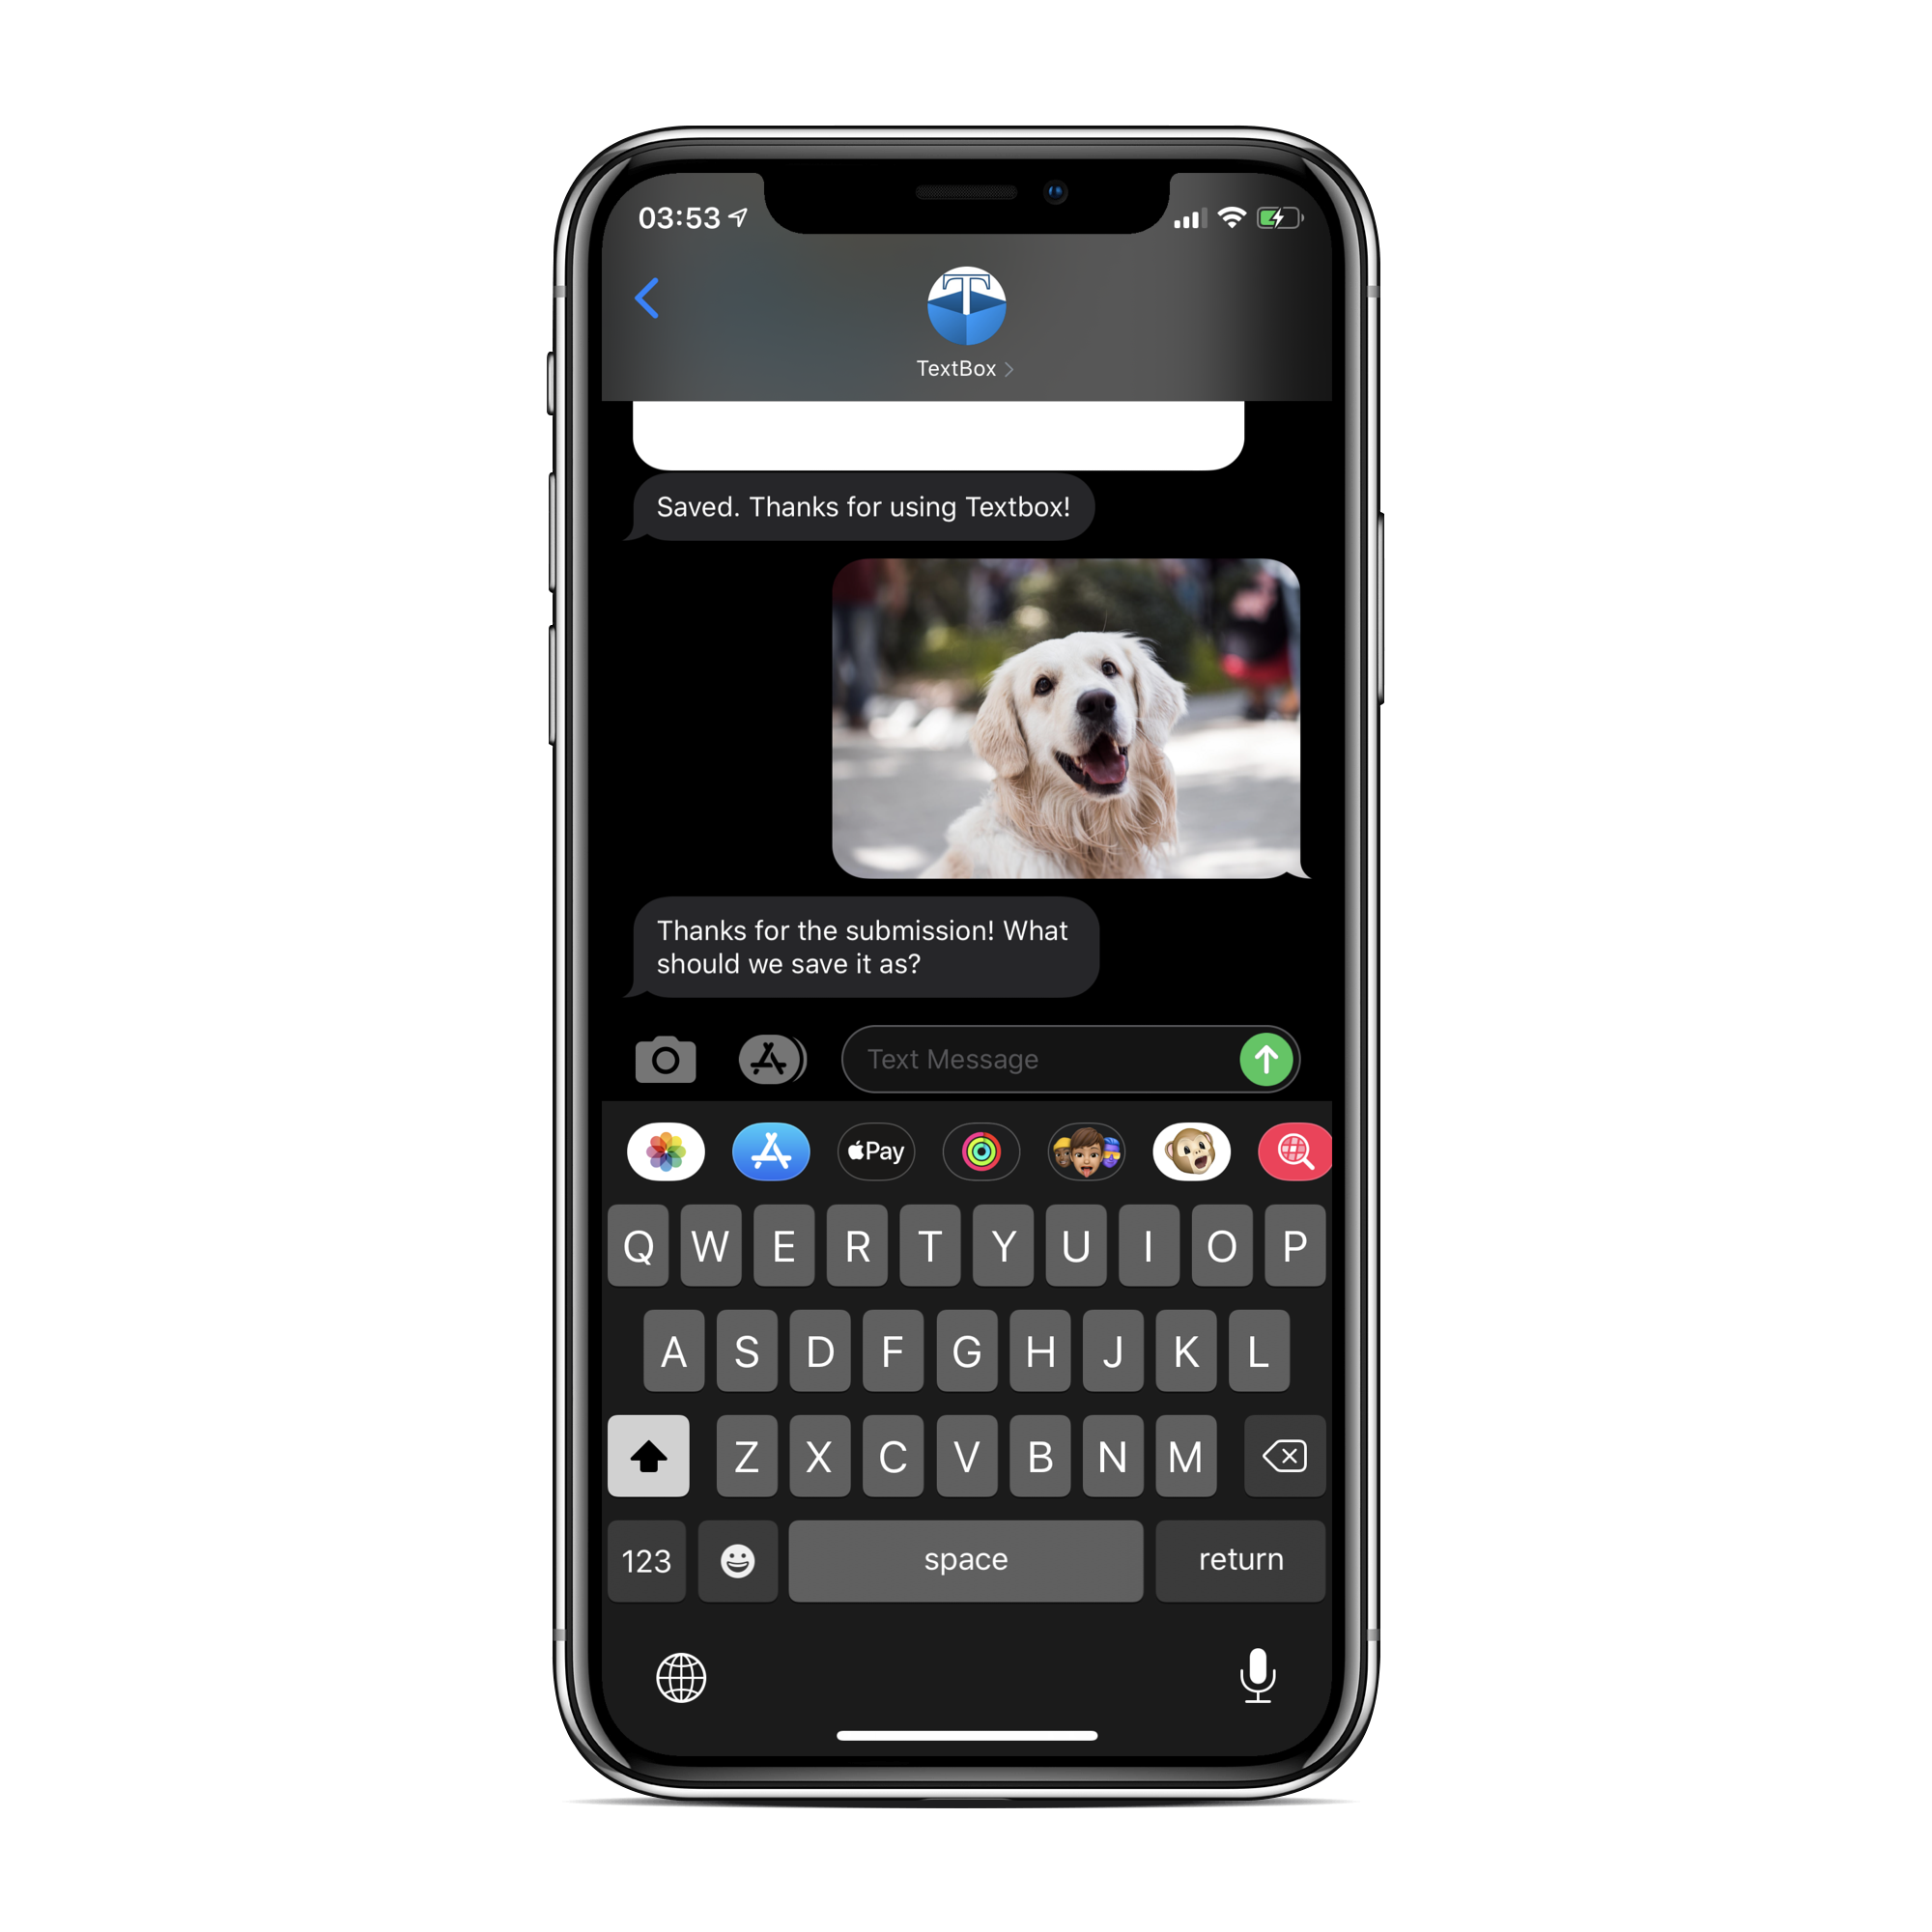 03:53
T
TextBox
Saved. Thanks for using Textbox!
Thanks for the submission! What
should we save it as?
Text Message
Pay
Q W E R T Y U I O P
A S D F G H J K L
Z X C V B N M
123 space return